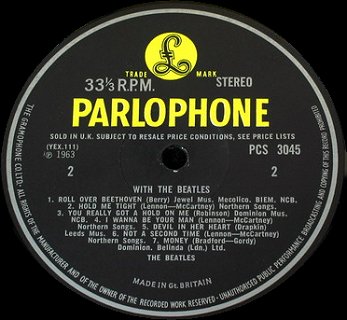 TRADE MARK
33⅓ R.P.M. STEREO
PARLOPHONE
SOLD IN U.K. SUBJECT TO RESALE PRICE CONDITIONS, SEE PRICE LISTS
(YEX.111) PCS 3045
℗ 1963
2 2
WITH THE BEATLES
1. ROLL OVER BEETHOVEN (Berry) Jewel Mus. Mecolico. BIEM. NCB.
2. HOLD ME TIGHT (Lennon—McCartney) Northern Songs.
3. YOU REALLY GOT A HOLD ON ME (Robinson) Dominion Mus.
NCB. 4. I WANNA BE YOUR MAN (Lennon—McCartney)
Northern Songs. 5. DEVIL IN HER HEART (Drapkin)
Leeds Mus. 6. NOT A SECOND TIME (Lennon—McCartney)
Northern Songs. 7. MONEY (Bradford—Gordy)
Dominion. Belinda (Ldn.) Ltd.
THE BEATLES
MADE IN GT. BRITAIN
THE GRAMOPHONE CO. LTD. ALL RIGHTS OF THE MANUFACTURER AND OF THE OWNER OF THE RECORDED WORK RESERVED. UNAUTHORISED PUBLIC PERFORMANCE, BROADCASTING AND COPYING OF THIS RECORD PROHIBITED